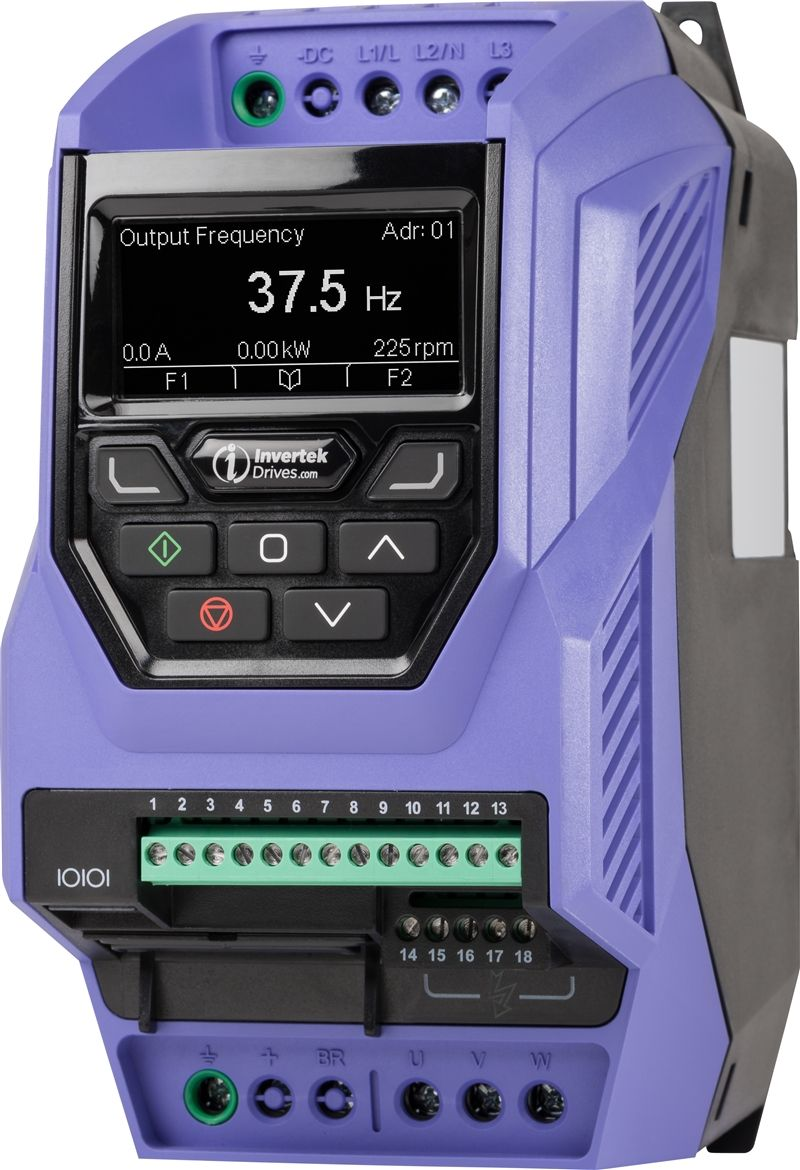 -DC L1/L L2/N L3
Output Frequency Adr: 01
37.5 Hz
0.0 A 0.00 kW 225 rpm
F1 F2
Invertek
Drives.com
1 2 3 4 5 6 7 8 9 10 11 12 13
IOIOI
14 15 16 17 18
+ BR U V W